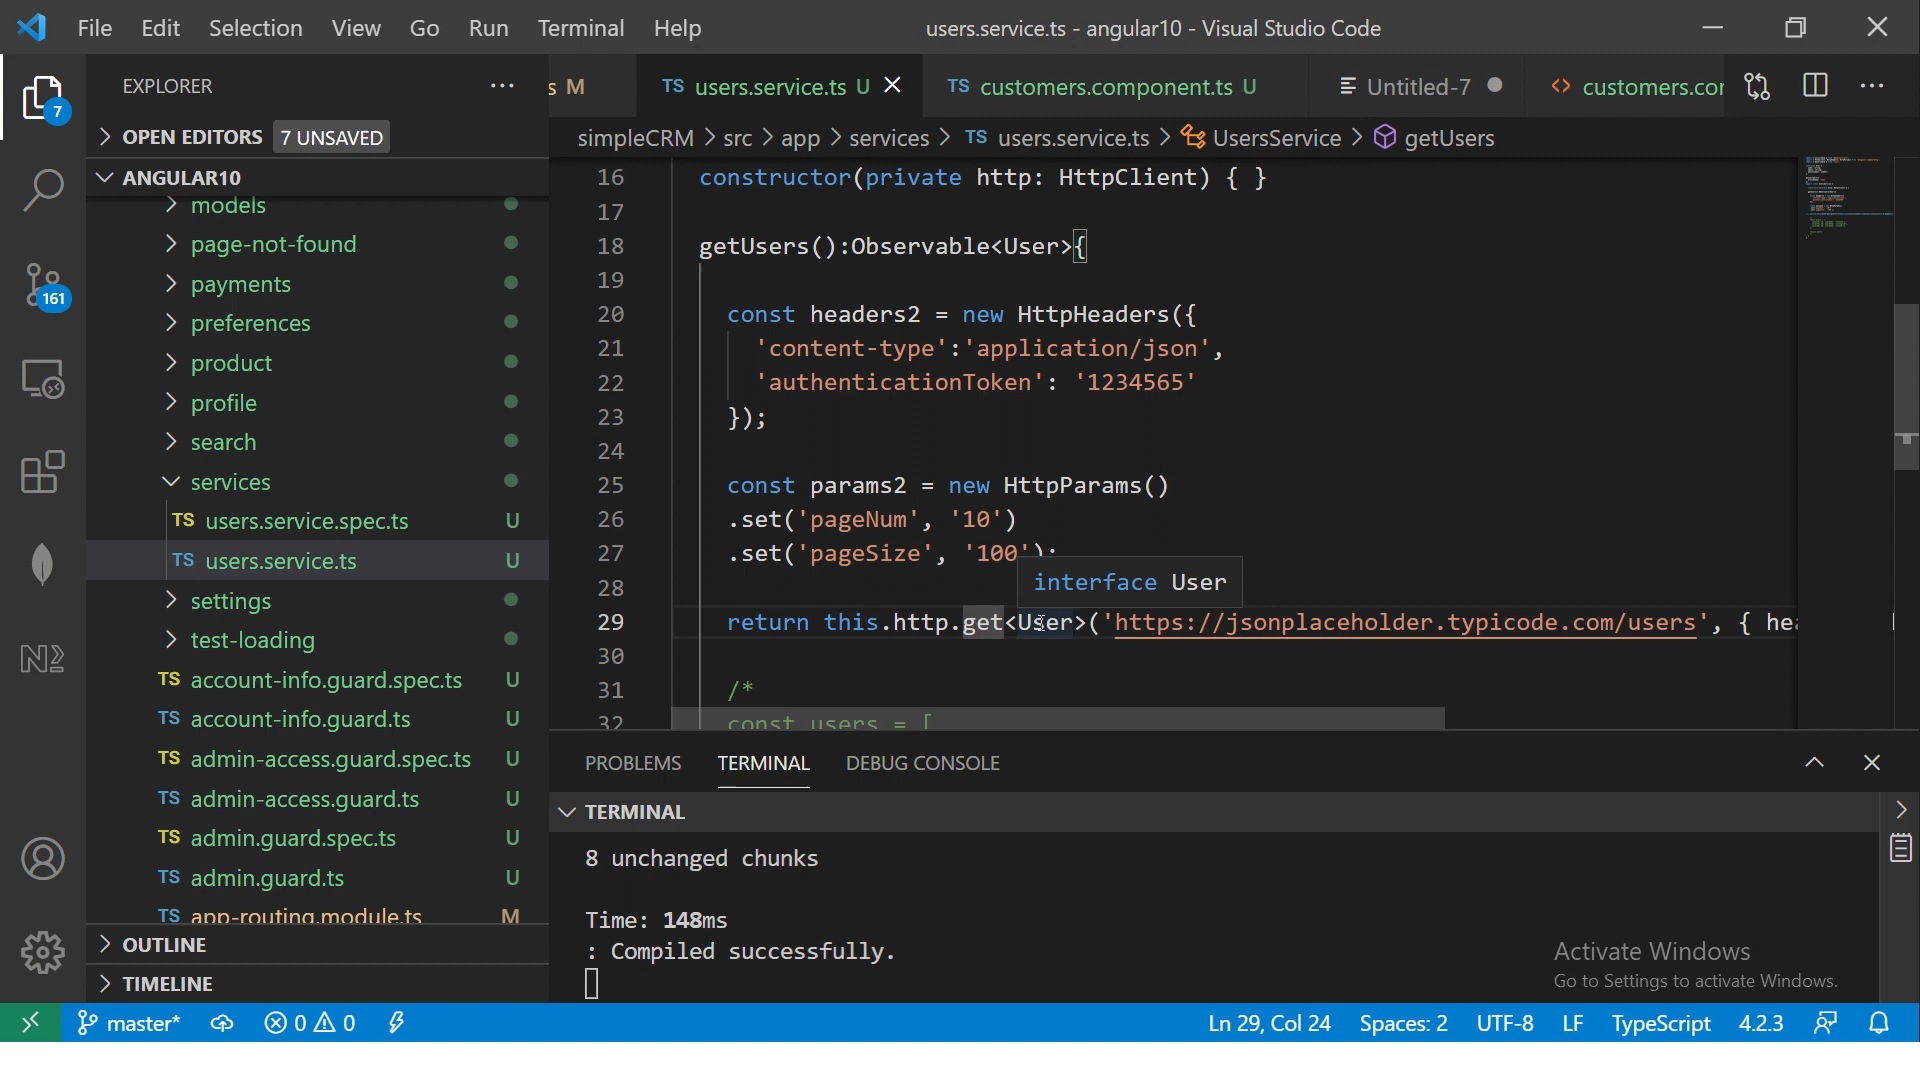 File Edit Selection View Go Run Terminal Help
users.service.ts - angular10 - Visual Studio Code
EXPLORER
s M
TS users.service.ts U
TS customers.component.ts U
Untitled-7
customers.cor
OPEN EDITORS 7 UNSAVED
simpleCRM > src > app > services > TS users.service.ts > UsersService > getUsers
ANGULAR10
7
161
models
page-not-found
payments
preferences
product
profile
search
services
TS users.service.spec.ts U
TS users.service.ts U
settings
test-loading
TS account-info.guard.spec.ts U
TS account-info.guard.ts U
TS admin-access.guard.spec.ts U
TS admin-access.guard.ts U
TS admin.guard.spec.ts U
TS admin.guard.ts U
TS app-routing.module.ts M
OUTLINE
TIMELINE
16 constructor(private http: HttpClient) { }
17
18 getUsers():Observable<User>{
19
20 const headers2 = new HttpHeaders({
21 'content-type':'application/json',
22 'authenticationToken': '1234565'
23 });
24
25 const params2 = new HttpParams()
26 .set('pageNum', '10')
27 .set('pageSize', '100');
28
interface User
29 return this.http.get<User>('https://jsonplaceholder.typicode.com/users', { hea
30
31 /*
32 const users = [
PROBLEMS TERMINAL DEBUG CONSOLE
TERMINAL
8 unchanged chunks
Time: 148ms
: Compiled successfully.
Activate Windows
Go to Settings to activate Windows.
master* 0 0
Ln 29, Col 24 Spaces: 2 UTF-8 LF TypeScript 4.2.3